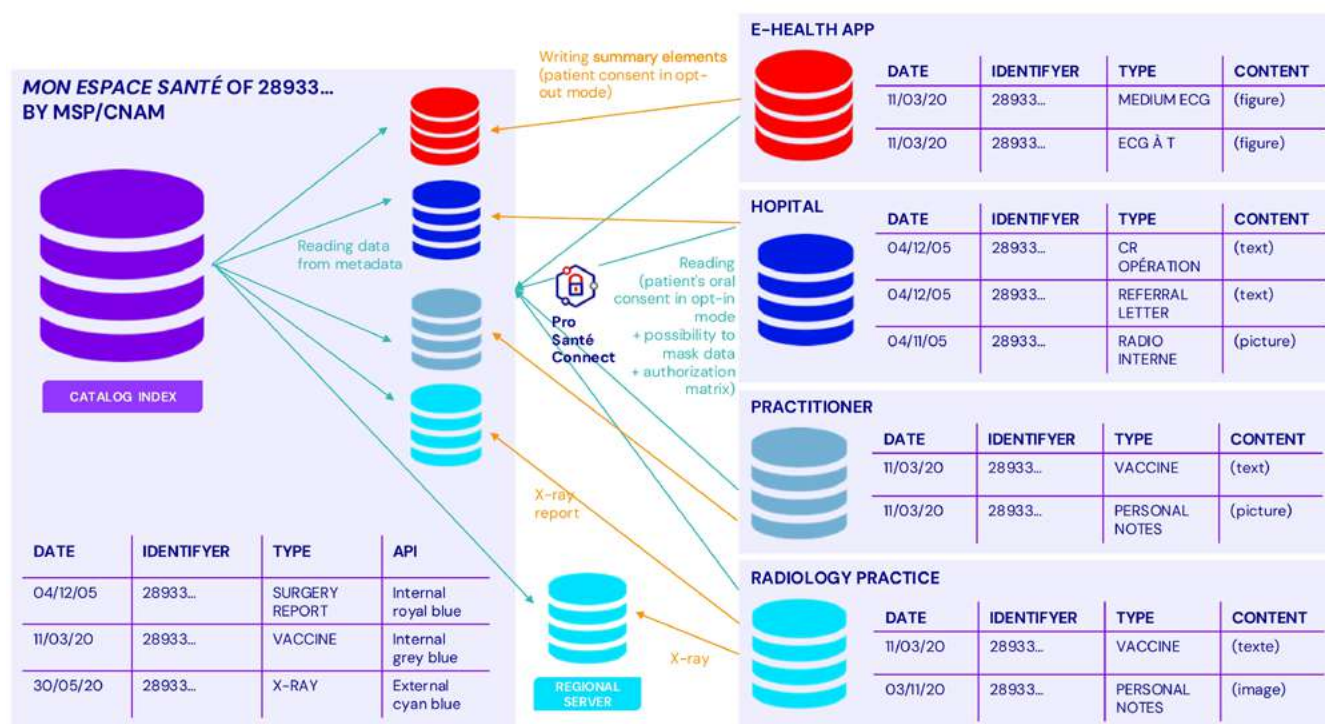 MON ESPACE SANTÉ OF 28933...
BY MSP/CNAM
CATALOG INDEX
Reading data
from metadata
DATE IDENTIFYER TYPE API
04/12/05 28933... SURGERY REPORT Internal royal blue
11/03/20 28933... VACCINE Internal grey blue
30/05/20 28933... X-RAY External cyan blue
Writing summary elements
(patient consent in opt-
out mode)
Pro
Santé
Connect
Reading
(patient's oral
consent in opt-in
mode
+ possibility to
mask data
+ authorization
matrix)
X-ray
report
X-ray
REGIONAL
SERVER
E-HEALTH APP
DATE IDENTIFYER TYPE CONTENT
11/03/20 28933... MEDIUM ECG (figure)
11/03/20 28933... ECG À T (figure)
HOPITAL
DATE IDENTIFYER TYPE CONTENT
04/12/05 28933... CR OPÉRATION (text)
04/12/05 28933... REFERRAL LETTER (text)
04/11/05 28933... RADIO INTERNE (picture)
PRACTITIONER
DATE IDENTIFYER TYPE CONTENT
11/03/20 28933... VACCINE (text)
11/03/20 28933... PERSONAL NOTES (picture)
RADIOLOGY PRACTICE
DATE IDENTIFYER TYPE CONTENT
11/03/20 28933... VACCINE (texte)
03/11/20 28933... PERSONAL NOTES (image)